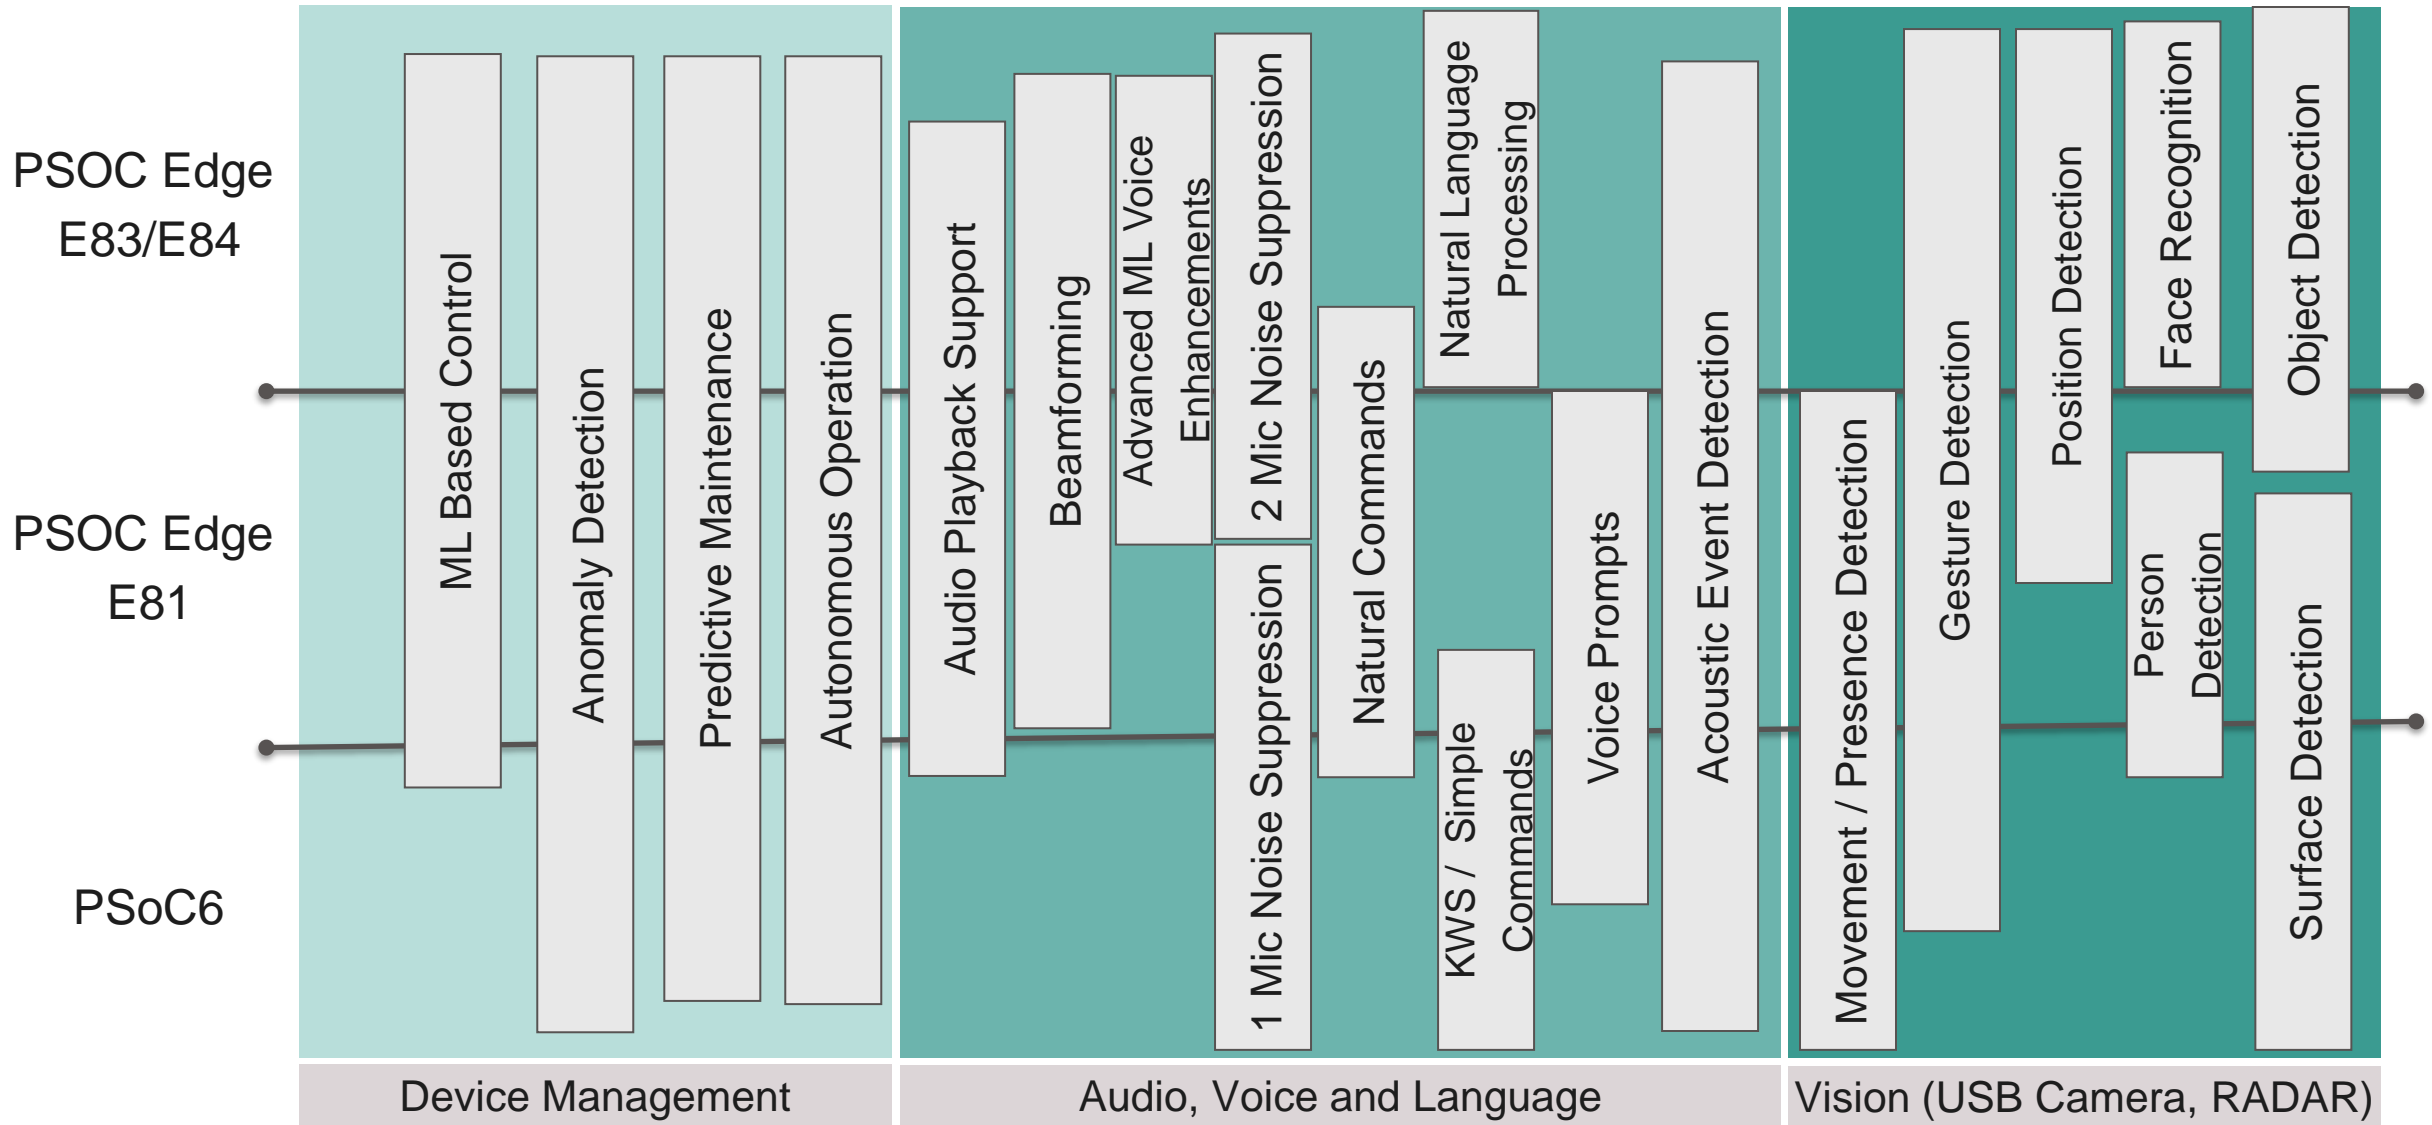 PSOC Edge
E83/E84
PSOC Edge
E81
PSoC6
ML Based Control
Anomaly Detection
Predictive Maintenance
Autonomous Operation
Audio Playback Support
Beamforming
Advanced ML Voice
Enhancements
2 Mic Noise Suppression
1 Mic Noise Suppression
Natural Commands
Natural Language
Processing
KWS / Simple
Commands
Voice Prompts
Acoustic Event Detection
Movement / Presence Detection
Gesture Detection
Position Detection
Face Recognition
Person
Detection
Object Detection
Surface Detection
Device Management
Audio, Voice and Language
Vision (USB Camera, RADAR)